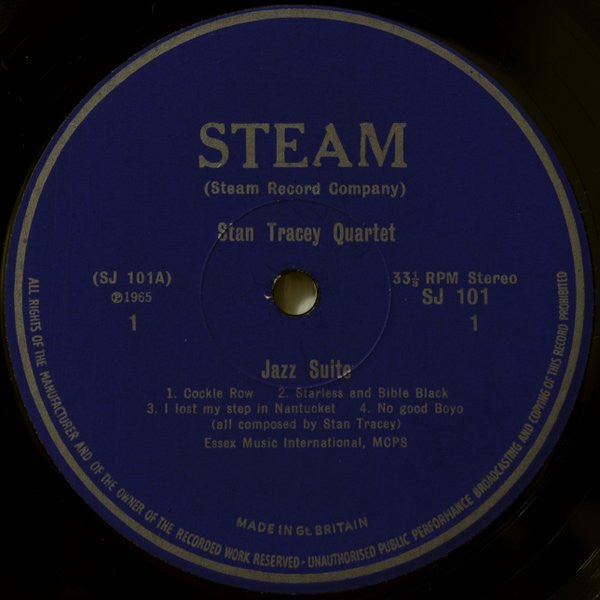 STEAM
(Steam Record Company)
Stan Tracey Quartet
(SJ 101A)
℗1965
1
33⅓ RPM Stereo
SJ 101
1
Jazz Suite
1. Cockle Row 2. Starless and Bible Black
3. I lost my step in Nantucket 4. No good Boyo
(all composed by Stan Tracey)
Essex Music International, MCPS
MADE IN Gt. BRITAIN
ALL RIGHTS OF THE MANUFACTURER AND OF THE OWNER OF THE RECORDED WORK RESERVED · UNAUTHORISED PUBLIC PERFORMANCE BROADCASTING AND COPYING OF THIS RECORD PROHIBITED